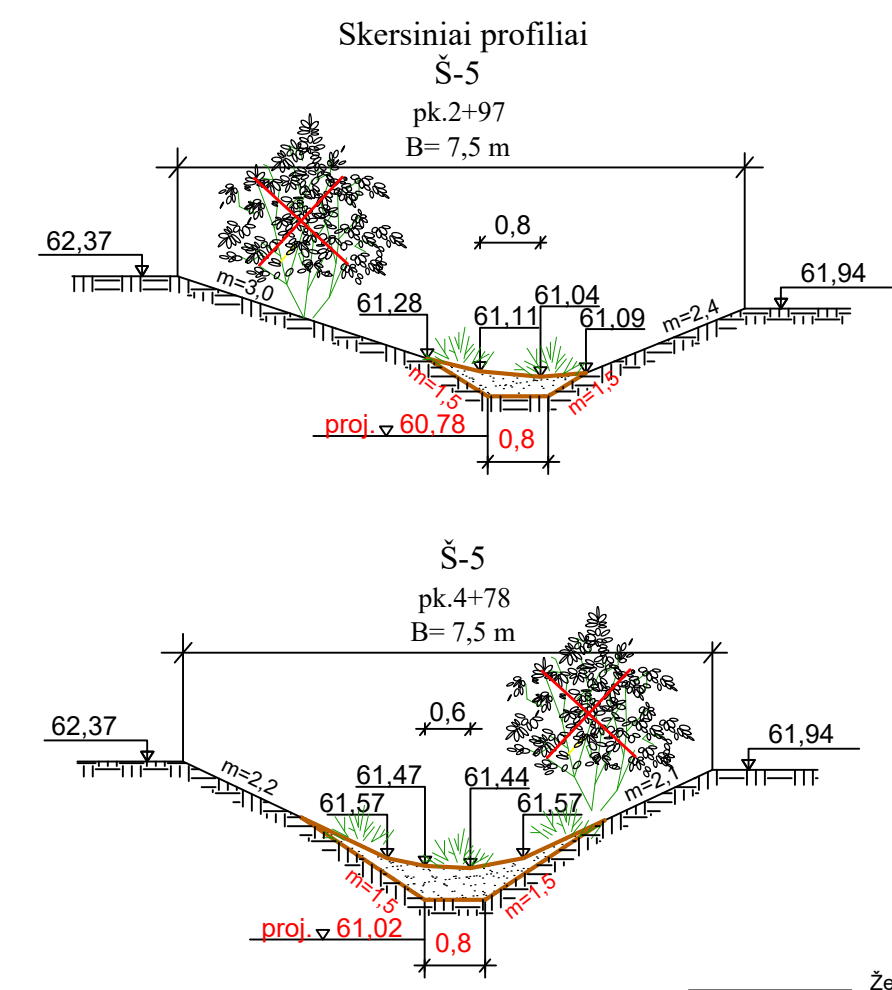 Skersiniai profiliai
Š-5
pk.2+97
B= 7,5 m
62,37
m=3,0
0,8
61,28
61,11
61,04
61,09
m=2,4
61,94
m=1,5
m=1,5
proj. 60,78
0,8
Š-5
pk.4+78
B= 7,5 m
62,37
m=2,2
0,6
61,57
61,47
61,44
61,57
m=2,1
61,94
m=1,5
m=1,5
proj. 61,02
0,8
Že